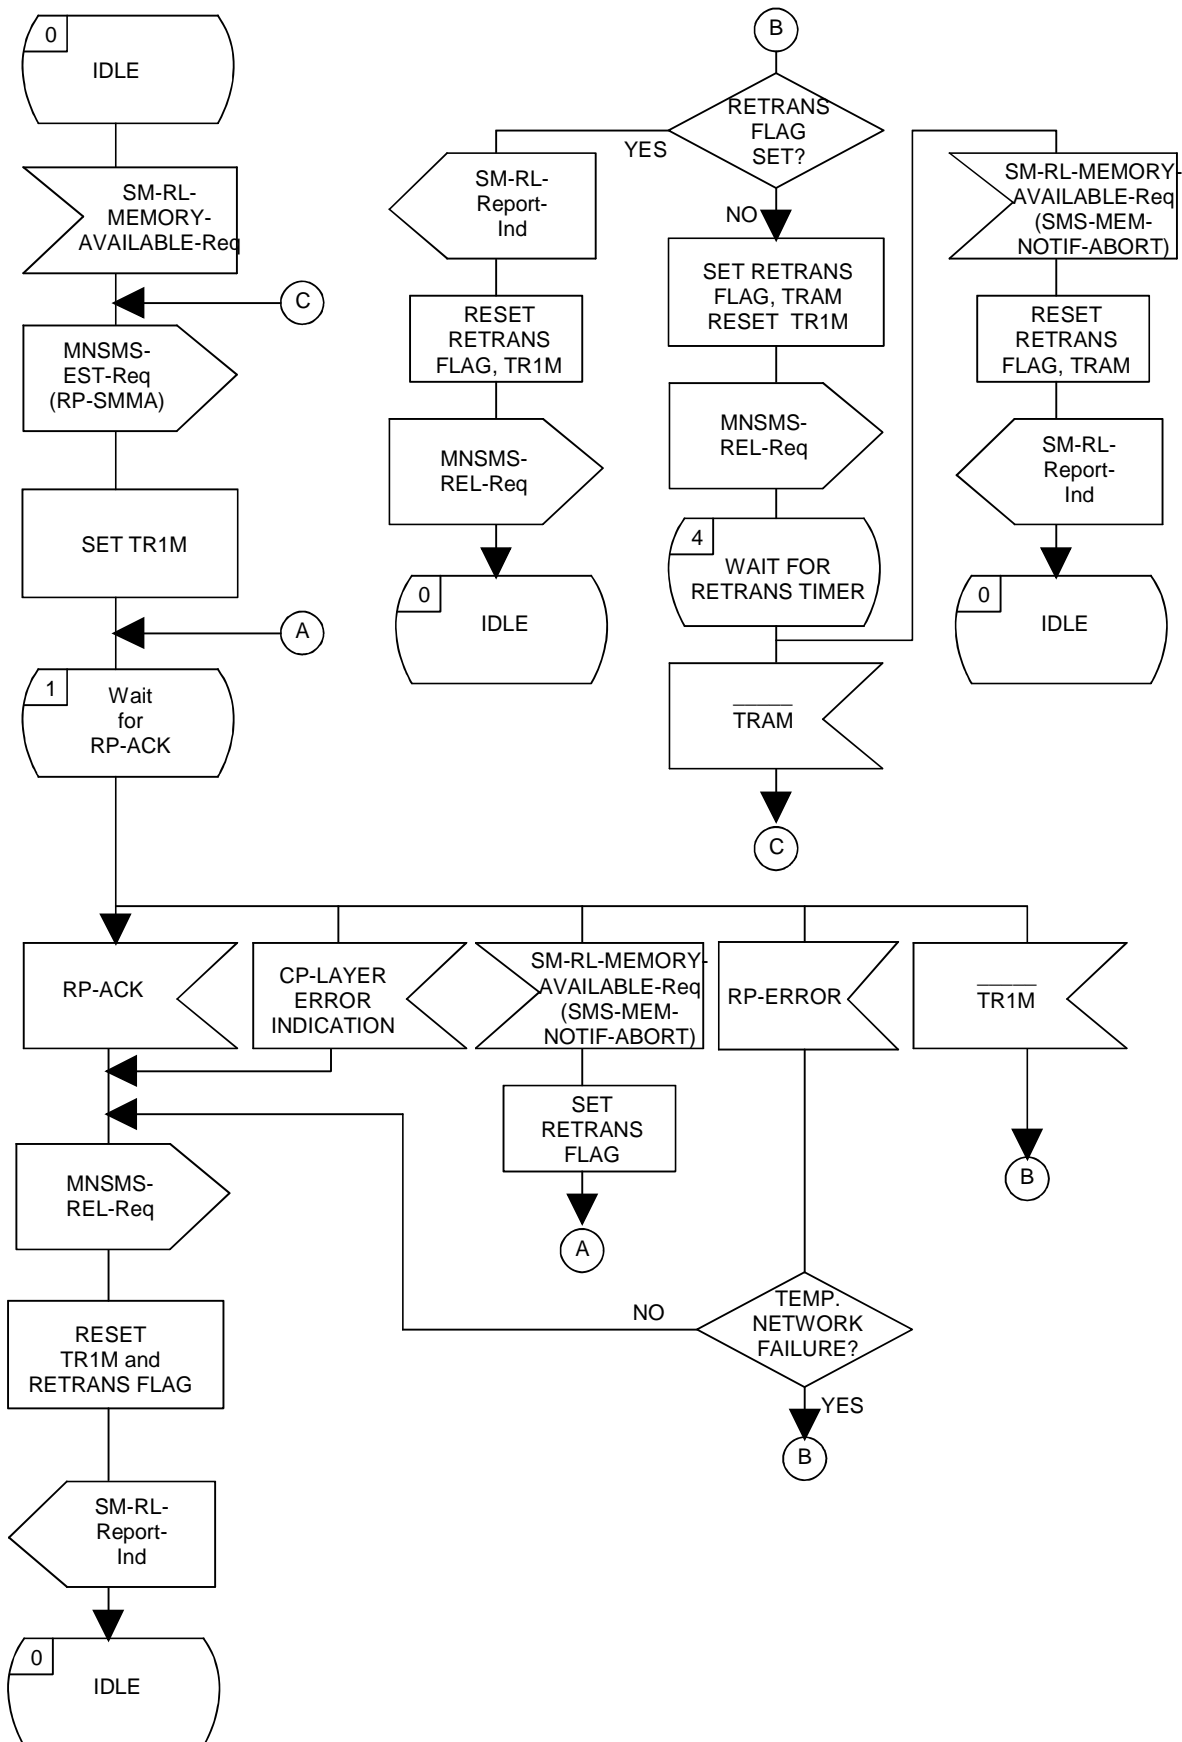 0
IDLE
SM-RL-
MEMORY-
AVAILABLE-Req
C
MNSMS-
EST-Req
(RP-SMMA)
SET TR1M
A
1
Wait
for
RP-ACK
B
RETRANS
FLAG
SET?
YES
NO
SM-RL-
Report-
Ind
RESET
RETRANS
FLAG, TR1M
MNSMS-
REL-Req
0
IDLE
SET RETRANS
FLAG, TRAM
RESET TR1M
MNSMS-
REL-Req
4
WAIT FOR
RETRANS TIMER
TRAM
C
SM-RL-MEMORY-
AVAILABLE-Req
(SMS-MEM-
NOTIF-ABORT)
RESET
RETRANS
FLAG, TRAM
SM-RL-
Report-
Ind
0
IDLE
RP-ACK
CP-LAYER
ERROR
INDICATION
SM-RL-MEMORY-
AVAILABLE-Req
(SMS-MEM-
NOTIF-ABORT)
RP-ERROR
TR1M
SET
RETRANS
FLAG
A
B
MNSMS-
REL-Req
NO
TEMP.
NETWORK
FAILURE?
YES
B
RESET
TR1M and
RETRANS FLAG
SM-RL-
Report-
Ind
0
IDLE